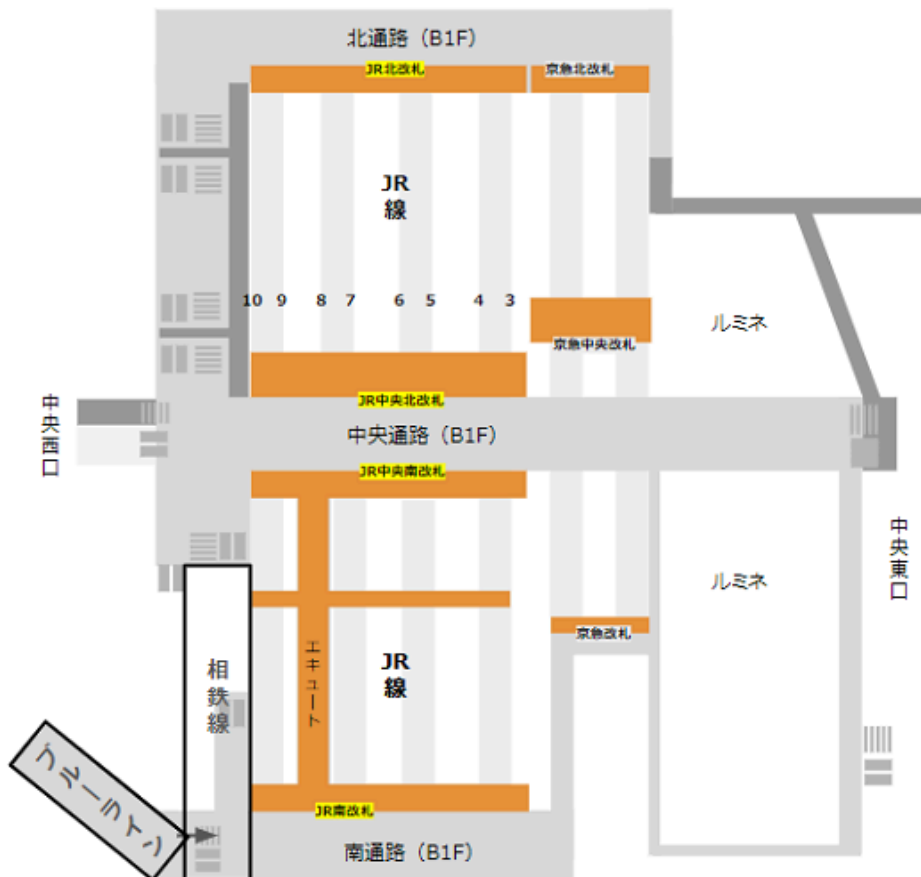 北通路（B1F）
JR北改札
京急北改札
JR
線
10 9 8 7 6 5 4 3
ルミネ
京急中央改札
JR中央北改札
中央西口
中央通路（B1F）
JR中央南改札
中央東口
ルミネ
京急改札
エキュート
JR
線
相鉄線
ブルーライン
JR南改札
南通路（B1F）